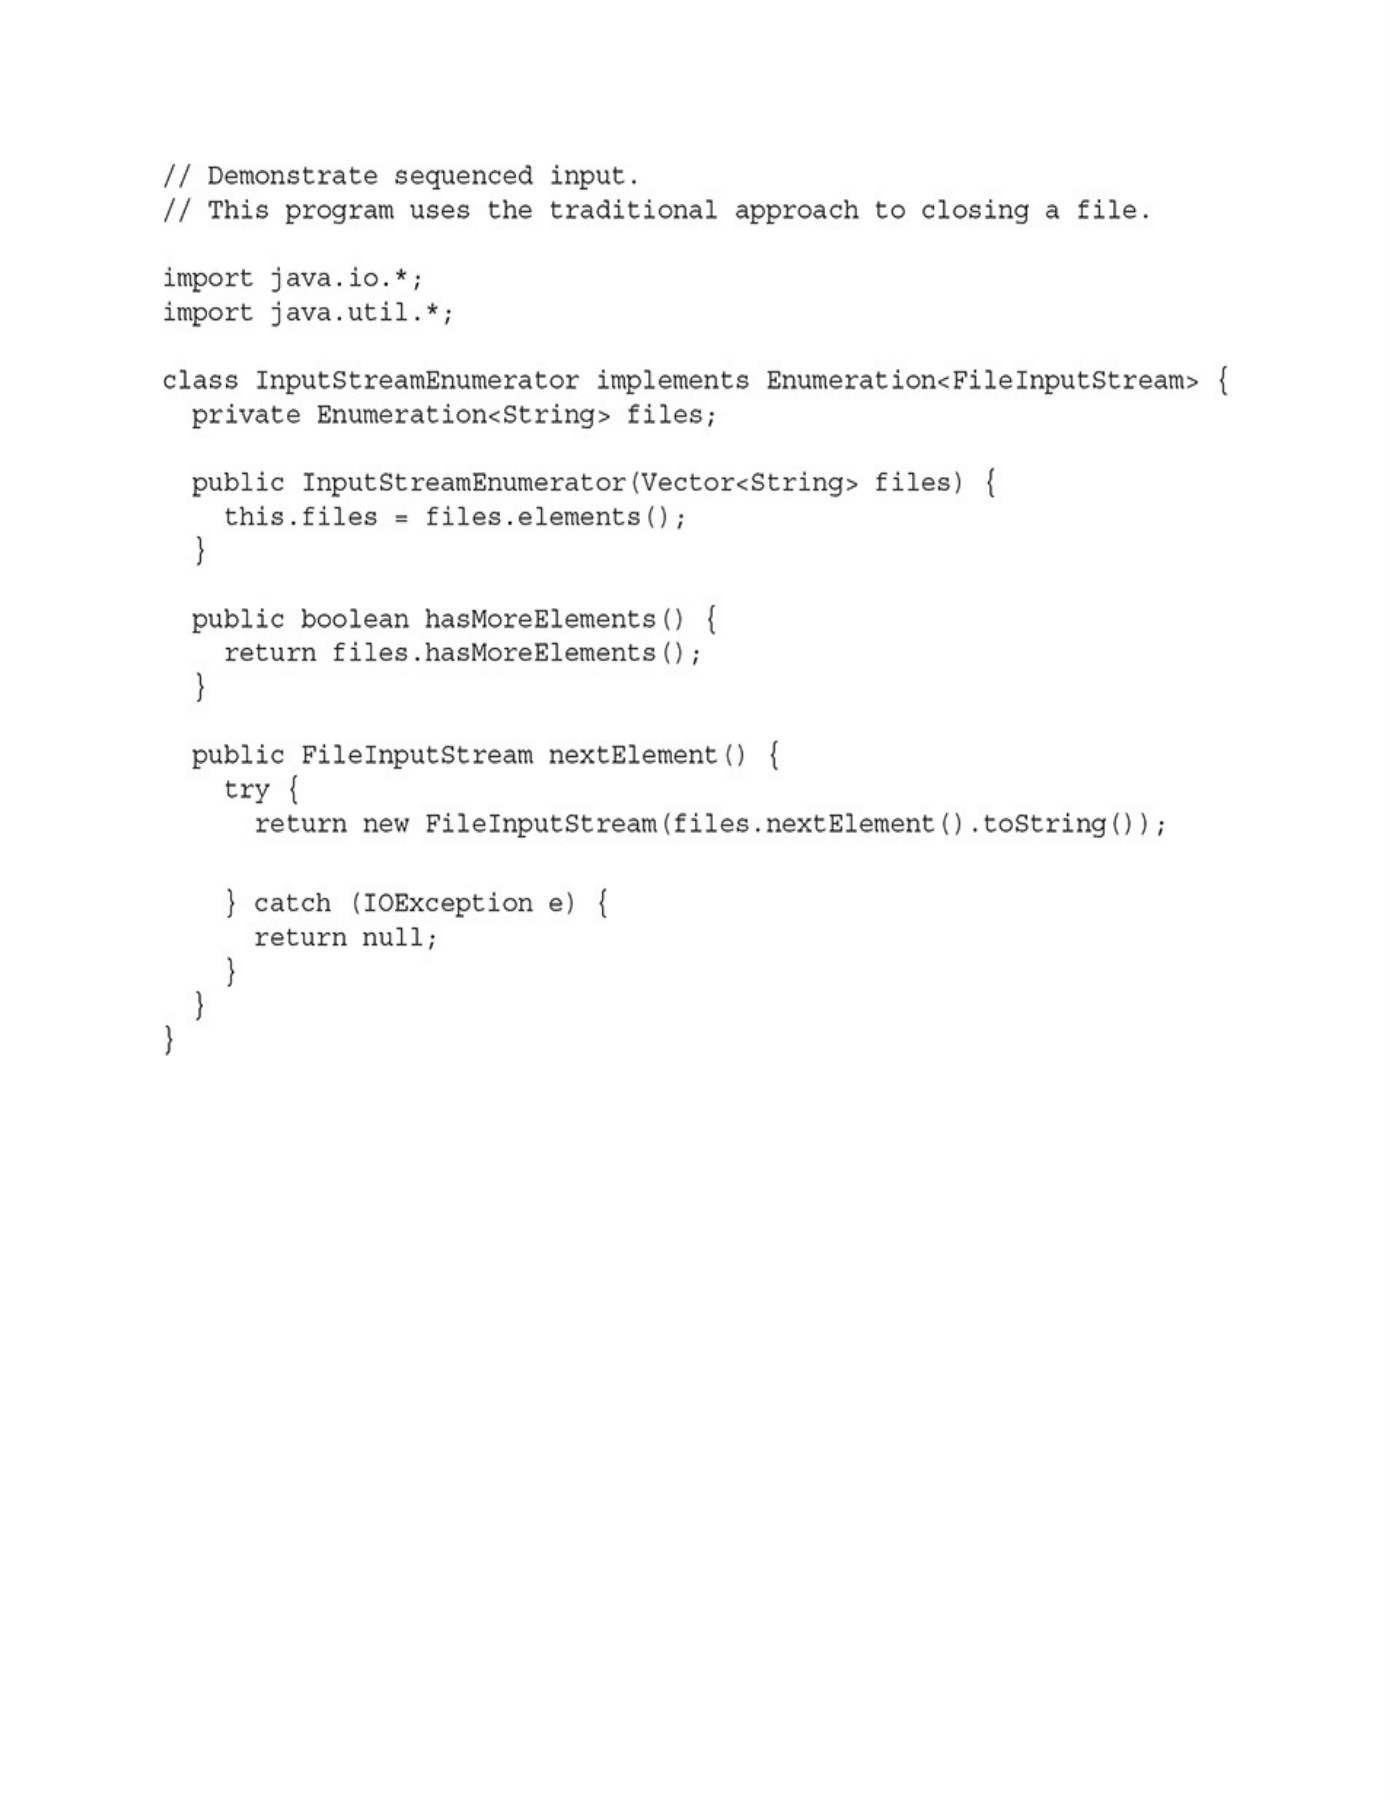 // Demonstrate sequenced input.
// This program uses the traditional approach to closing a file.
import java.io.*;
import java.util.*;
class InputStreamEnumerator implements Enumeration<FileInputStream> {
  private Enumeration<String> files;
  public InputStreamEnumerator(Vector<String> files) {
    this.files = files.elements();
  }
  public boolean hasMoreElements() {
    return files.hasMoreElements();
  }
  public FileInputStream nextElement() {
    try {
      return new FileInputStream(files.nextElement().toString());
    } catch (IOException e) {
      return null;
    }
  }
}